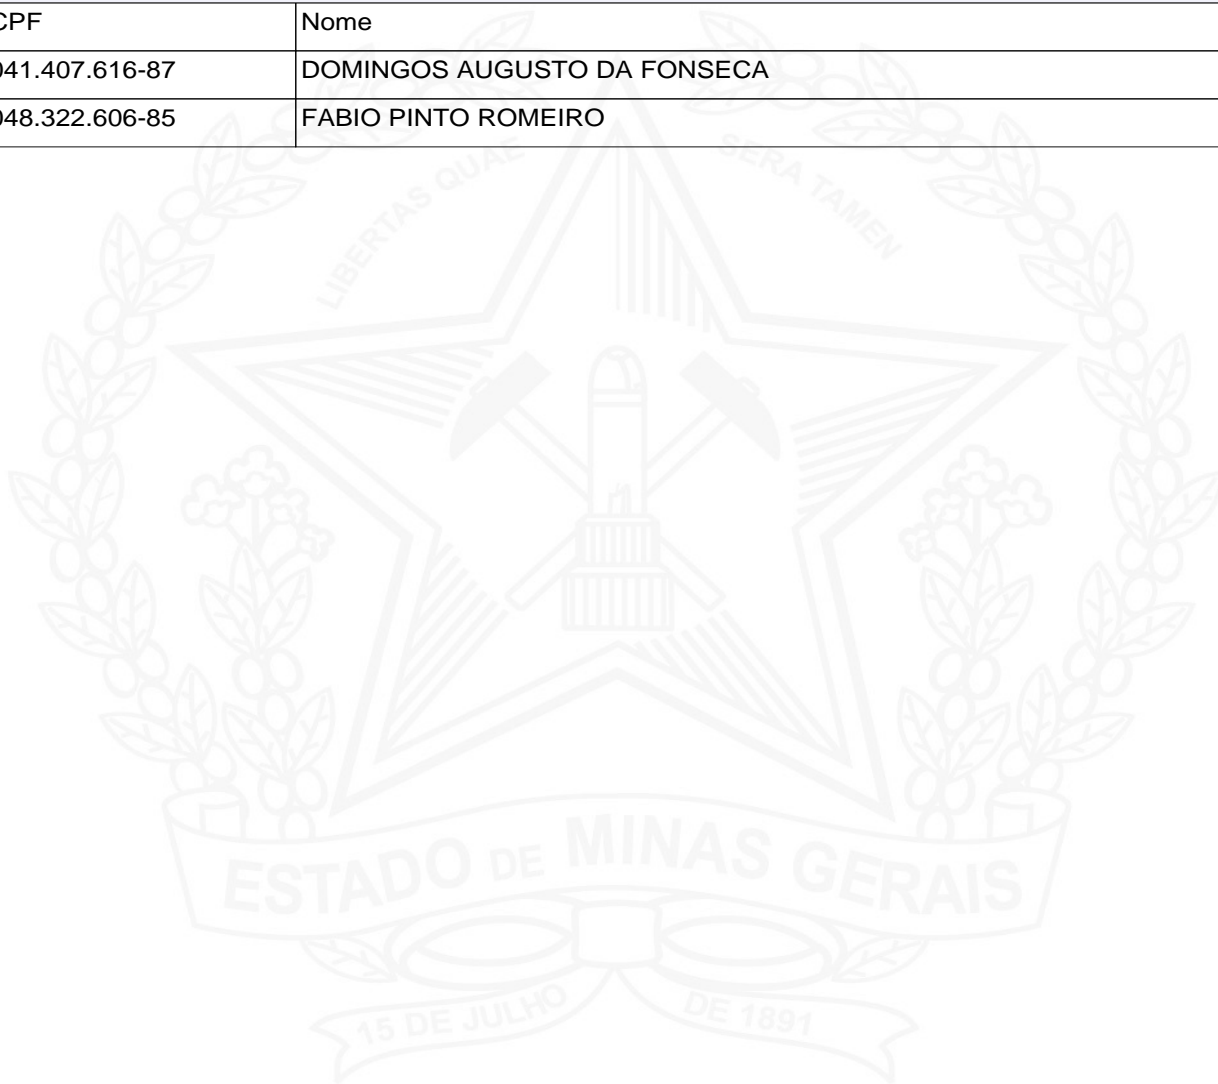 CPF Nome
041.407.616-87 DOMINGOS AUGUSTO DA FONSECA
048.322.606-85 FABIO PINTO ROMEIRO
LIBERTAS QUAE SERA TAMEN
ESTADO DE MINAS GERAIS
15 DE JULHO DE 1891